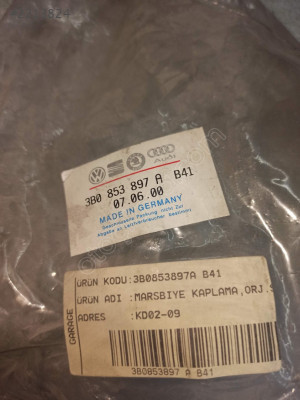 Audi
3B0 853 897 A B41
07.06.00
MADE IN GERMANY
GARAGE
ÜRÜN KODU:3B0853897A B41
ÜRÜN ADI :MARSBIYE KAPLAMA,ORJ.S
ADRES :KD02-09
3B0853897 A B41